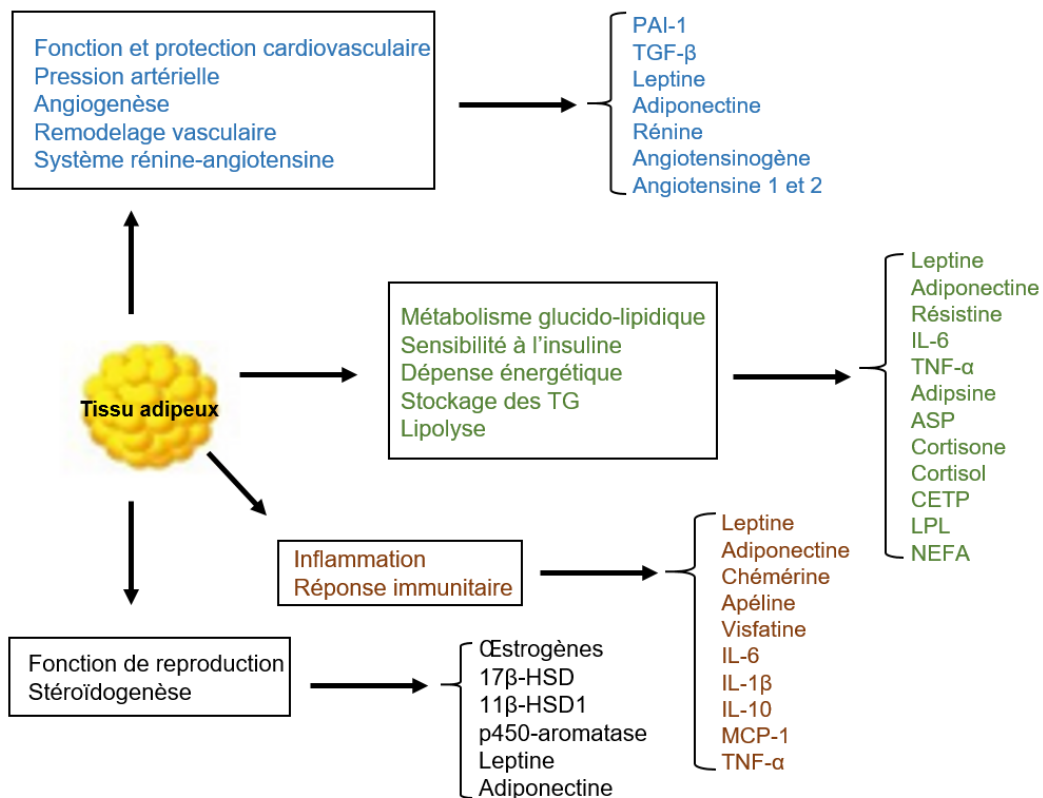 Fonction et protection cardiovasculaire
Pression artérielle
Angiogenèse
Remodelage vasculaire
Système rénine-angiotensine
PAI-1
TGF-β
Leptine
Adiponectine
Rénine
Angiotensinogène
Angiotensine 1 et 2
Tissu adipeux
Métabolisme glucido-lipidique
Sensibilité à l'insuline
Dépense énergétique
Stockage des TG
Lipolyse
Leptine
Adiponectine
Résistine
IL-6
TNF-α
Adipsine
ASP
Cortisone
Cortisol
CETP
LPL
NEFA
Inflammation
Réponse immunitaire
Leptine
Adiponectine
Chémérine
Apéline
Visfatine
IL-6
IL-1β
IL-10
MCP-1
TNF-α
Fonction de reproduction
Stéroïdogenèse
Œstrogènes
17β-HSD
11β-HSD1
p450-aromatase
Leptine
Adiponectine